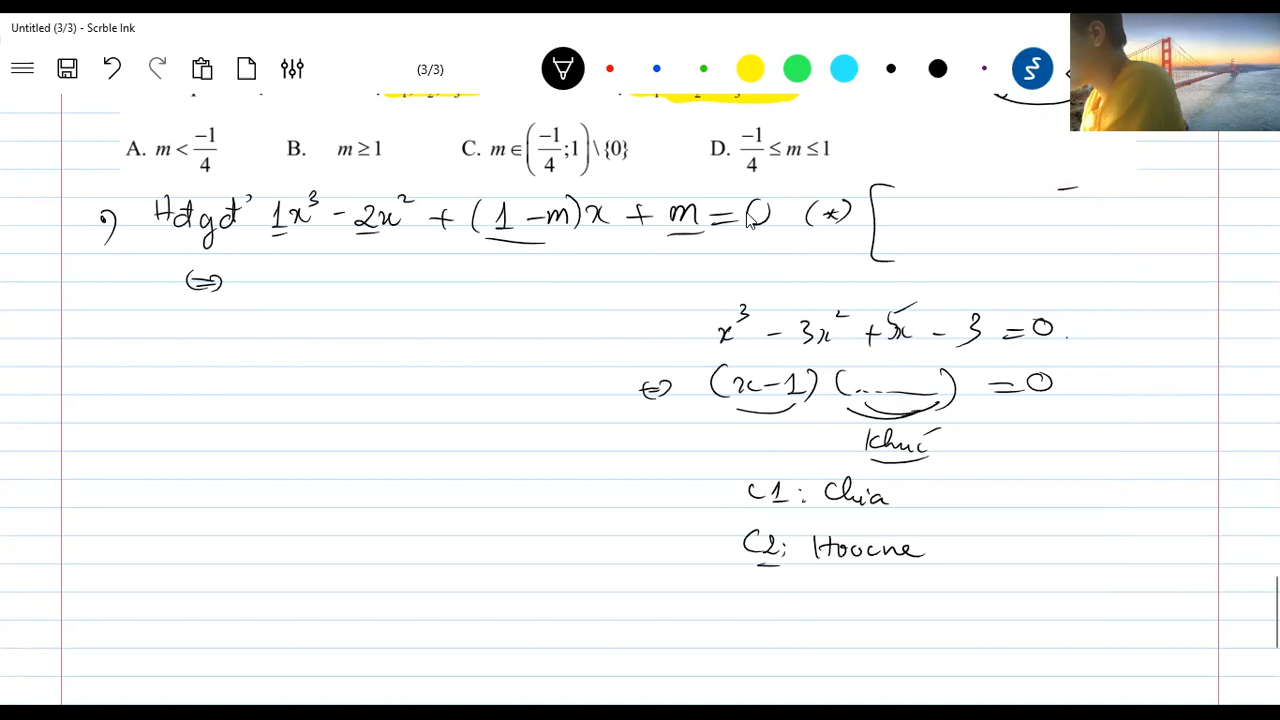 Untitled (3/3) - Scrble Ink
(3/3)
A. m < -1/4 B. m ≥ 1 C. m ∈ (-1/4; 1) \ {0} D. -1/4 ≤ m ≤ 1
Hđgđ' 1x³ - 2x² + (1 - m)x + m = 0 (*) [
⇔
x³ - 3x² + 5x - 3 = 0
⇔ (x - 1) (........) = 0
Khuć
C1: Chia
C2: Hoocne